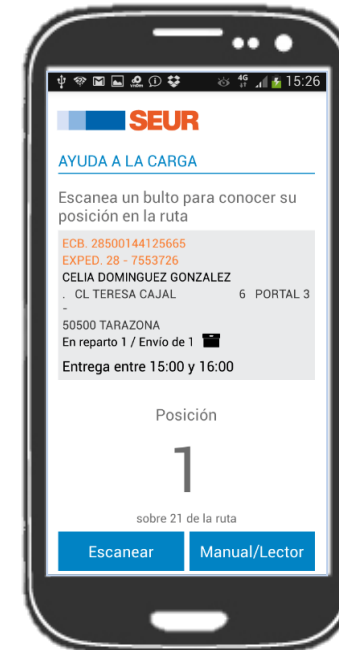 15:26
SEUR
AYUDA A LA CARGA
Escanea un bulto para conocer su
posición en la ruta
ECB. 28500144125665
EXPED. 28 - 7553726
CELIA DOMINGUEZ GONZALEZ
. CL TERESA CAJAL 6 PORTAL 3
-
50500 TARAZONA
En reparto 1 / Envío de 1
Entrega entre 15:00 y 16:00
Posición
1
sobre 21 de la ruta
Escanear Manual/Lector